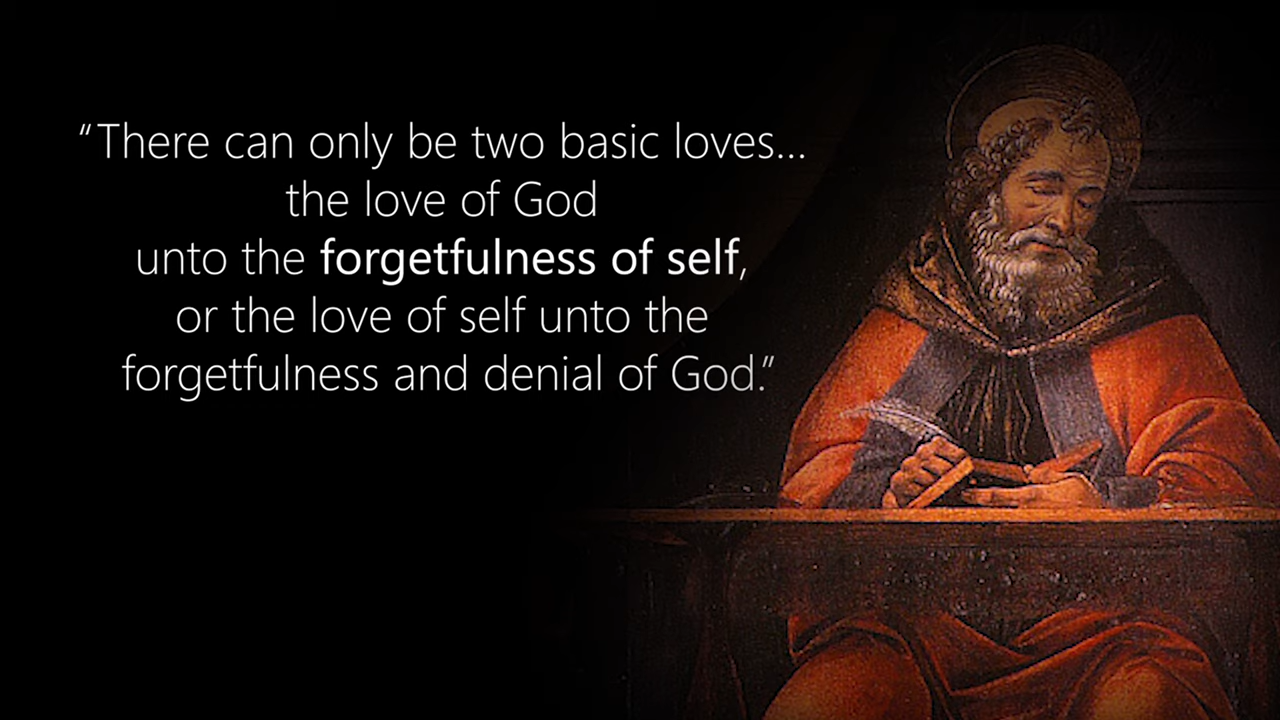 “There can only be two basic loves...
the love of God
unto the forgetfulness of self,
or the love of self unto the
forgetfulness and denial of God.”